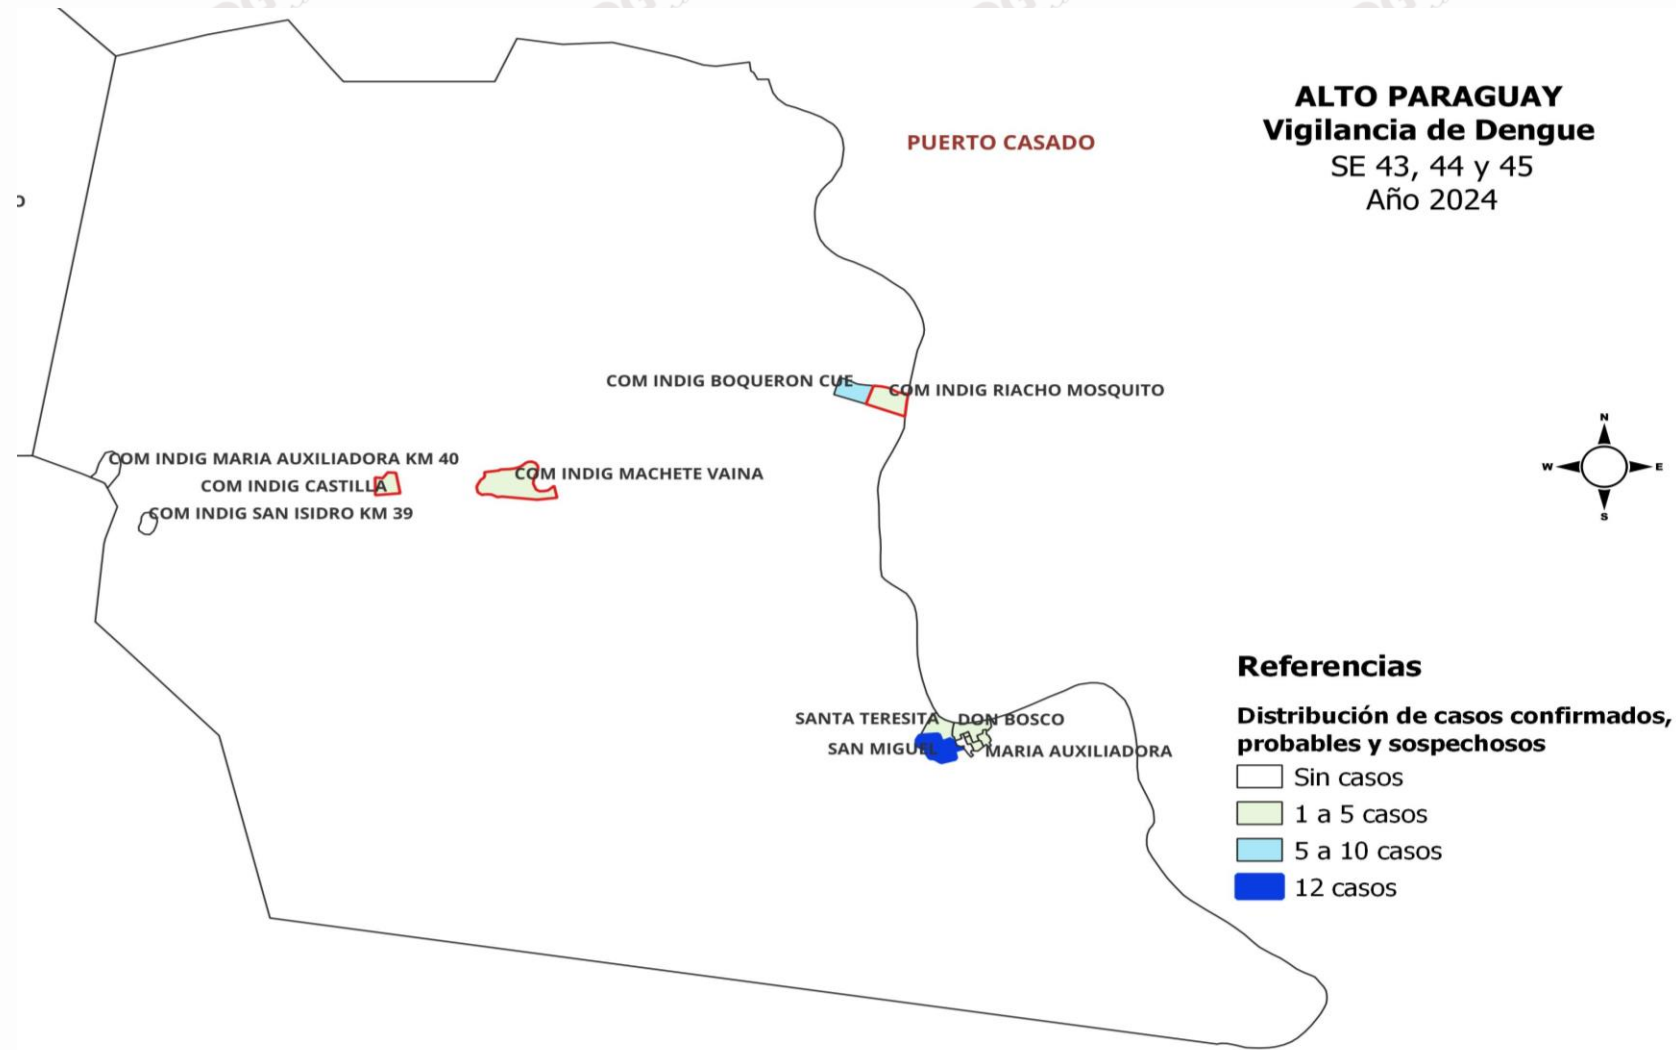 ALTO PARAGUAY
Vigilancia de Dengue
SE 43, 44 y 45
Año 2024
PUERTO CASADO
COM INDIG BOQUERON CUE
COM INDIG RIACHO MOSQUITO
COM INDIG MARIA AUXILIADORA KM 40
COM INDIG MACHETE VAINA
COM INDIG CASTILLA
COM INDIG SAN ISIDRO KM 39
N
W
E
S
SANTA TERESITA
DON BOSCO
SAN MIGUEL
MARIA AUXILIADORA
Referencias
Distribución de casos confirmados,
probables y sospechosos
Sin casos
1 a 5 casos
5 a 10 casos
12 casos